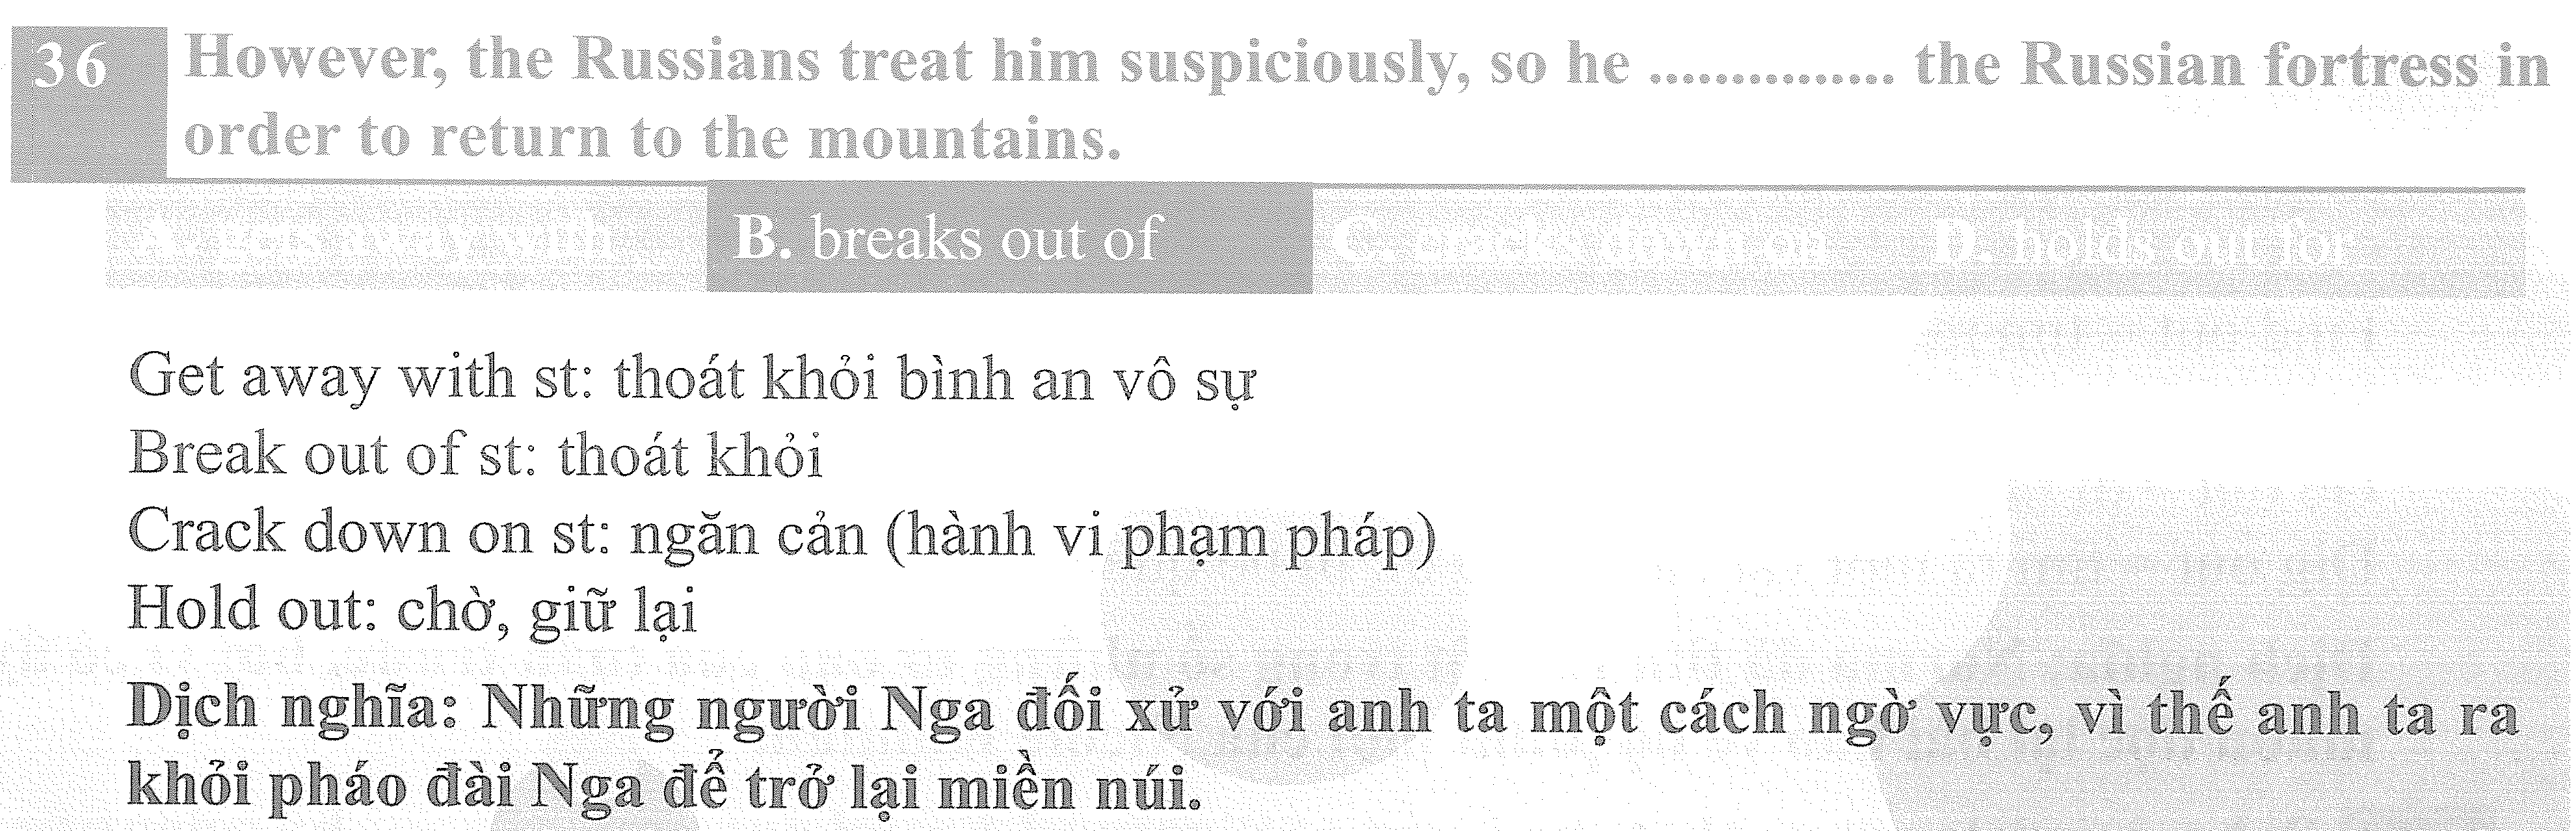 36 However, the Russians treat him suspiciously, so he ............... the Russian fortress in
order to return to the mountains.
A. gets away with B. breaks out of C. cracks down on D. holds out for
Get away with st: thoát khỏi bình an vô sự
Break out of st: thoát khỏi
Crack down on st: ngăn cản (hành vi phạm pháp)
Hold out: chờ, giữ lại
Dịch nghĩa: Những người Nga đối xử với anh ta một cách ngờ vực, vì thế anh ta ra
khỏi pháo đài Nga để trở lại miền núi.